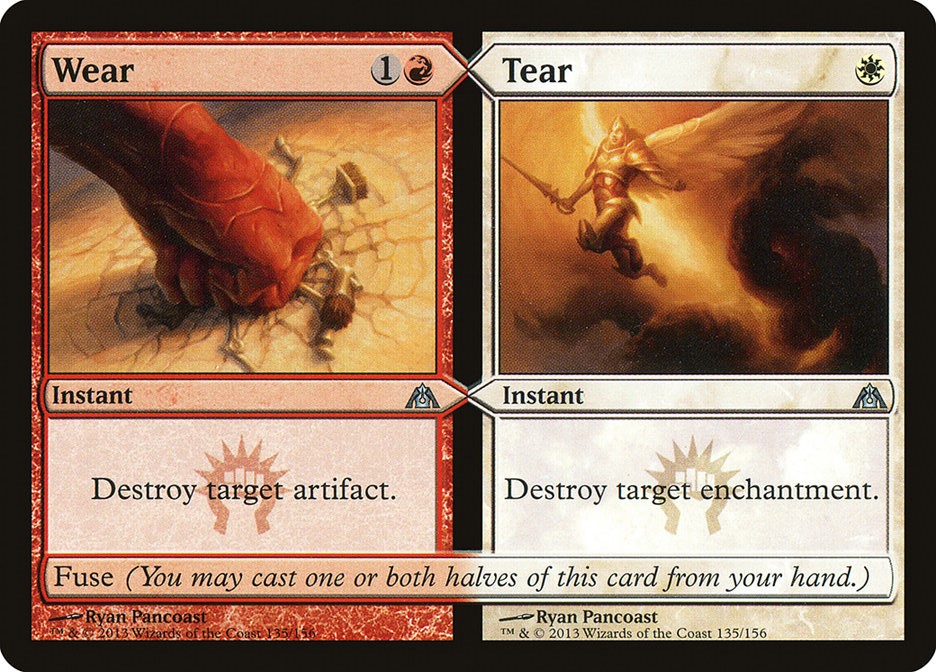 Wear 1
Instant
Destroy target artifact.
Tear
Instant
Destroy target enchantment.
Fuse (You may cast one or both halves of this card from your hand.)
Ryan Pancoast
™ & © 2013 Wizards of the Coast 135/156
Ryan Pancoast
™ & © 2013 Wizards of the Coast 135/156